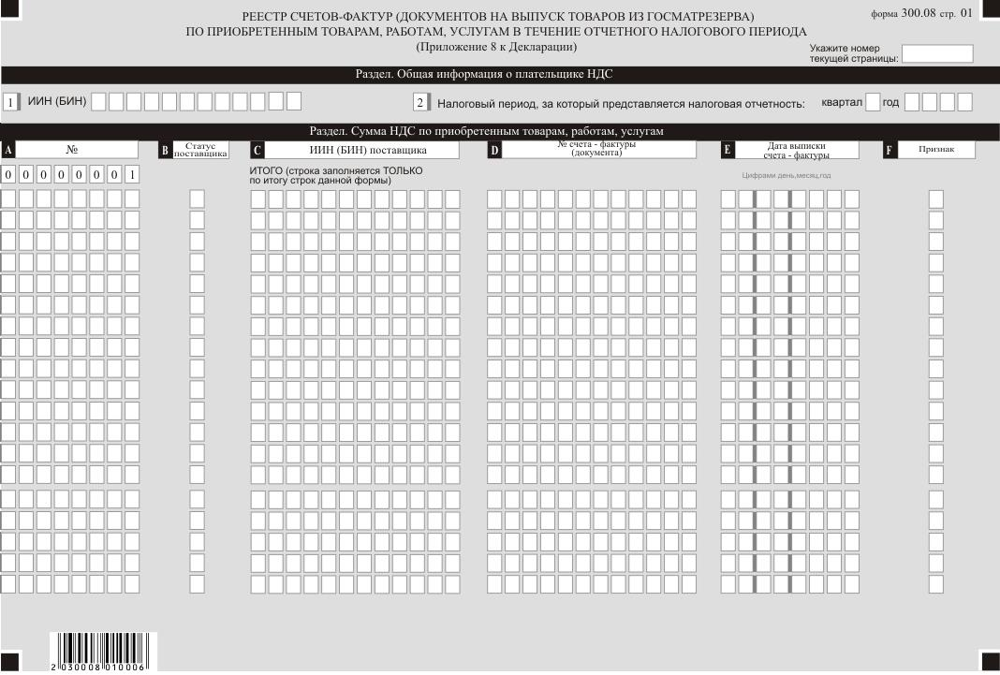 РЕЕСТР СЧЕТОВ-ФАКТУР (ДОКУМЕНТОВ НА ВЫПУСК ТОВАРОВ ИЗ ГОСМАТРЕЗЕРВА)
форма 300.08 стр. 01
ПО ПРИОБРЕТЕННЫМ ТОВАРАМ, РАБОТАМ, УСЛУГАМ В ТЕЧЕНИЕ ОТЧЕТНОГО НАЛОГОВОГО ПЕРИОДА
(Приложение 8 к Декларации)
Укажите номер
текущей страницы:
Раздел. Общая информация о плательщике НДС
1 ИИН (БИН)
2 Налоговый период, за который представляется налоговая отчетность: квартал год
Раздел. Сумма НДС по приобретенным товарам, работам, услугам
A №
B Статус
поставщика
C ИИН (БИН) поставщика
D № счета - фактуры
(документа)
E Дата выписки
счета - фактуры
F Признак
0 0 0 0 0 0 0 1
ИТОГО (строка заполняется ТОЛЬКО
по итогу строк данной формы)
Цифрами день,месяц,год
2 030008 010006